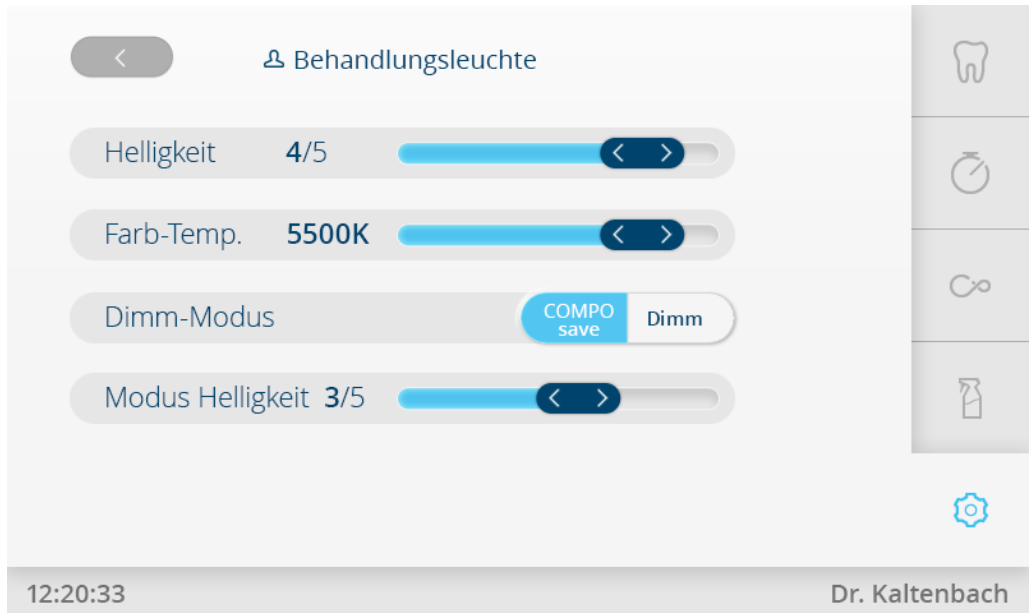 Behandlungsleuchte
Helligkeit 4/5
Farb-Temp. 5500K
Dimm-Modus COMPO save Dimm
Modus Helligkeit 3/5
12:20:33 Dr. Kaltenbach